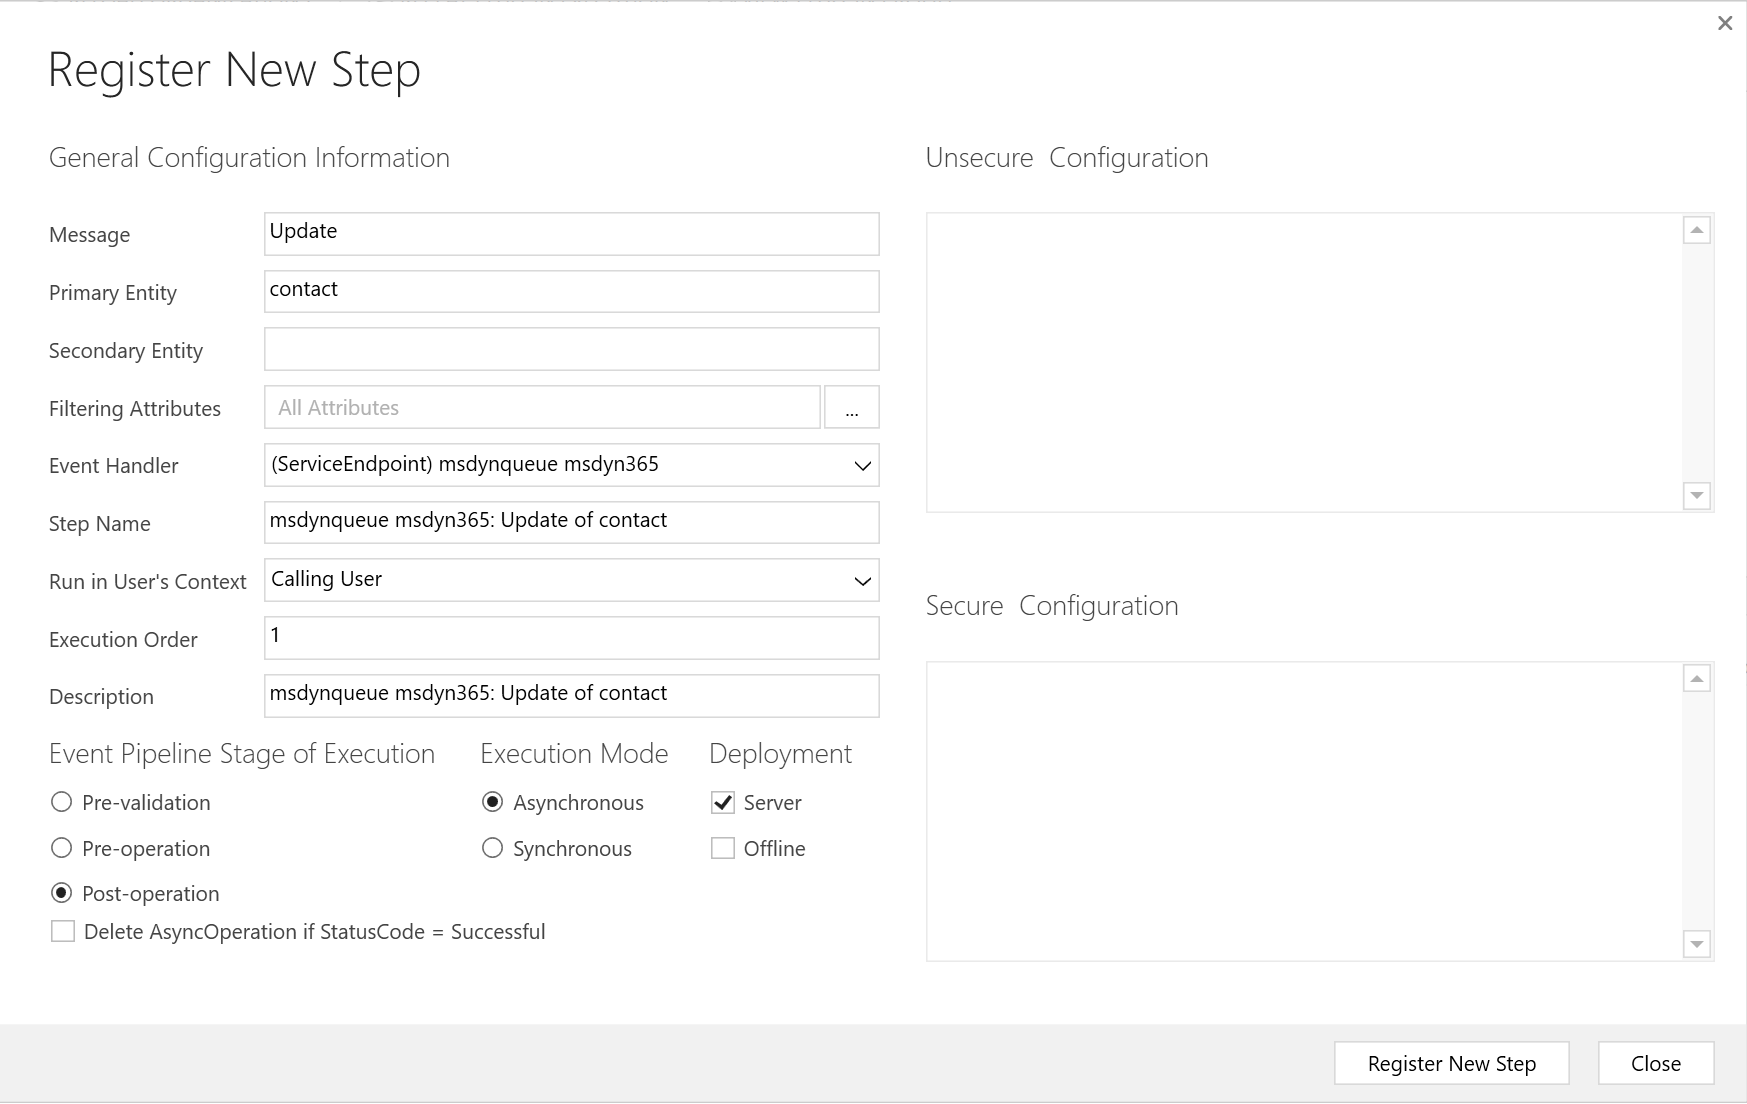 Register New Step
General Configuration Information
Message
Update
Primary Entity
contact
Secondary Entity
Filtering Attributes
All Attributes
...
Event Handler
(ServiceEndpoint) msdynqueue msdyn365
Step Name
msdynqueue msdyn365: Update of contact
Run in User's Context
Calling User
Execution Order
1
Description
msdynqueue msdyn365: Update of contact
Event Pipeline Stage of Execution
Pre-validation
Pre-operation
Post-operation
Execution Mode
Asynchronous
Synchronous
Deployment
Server
Offline
Delete AsyncOperation if StatusCode = Successful
Unsecure Configuration
Secure Configuration
Register New Step
Close